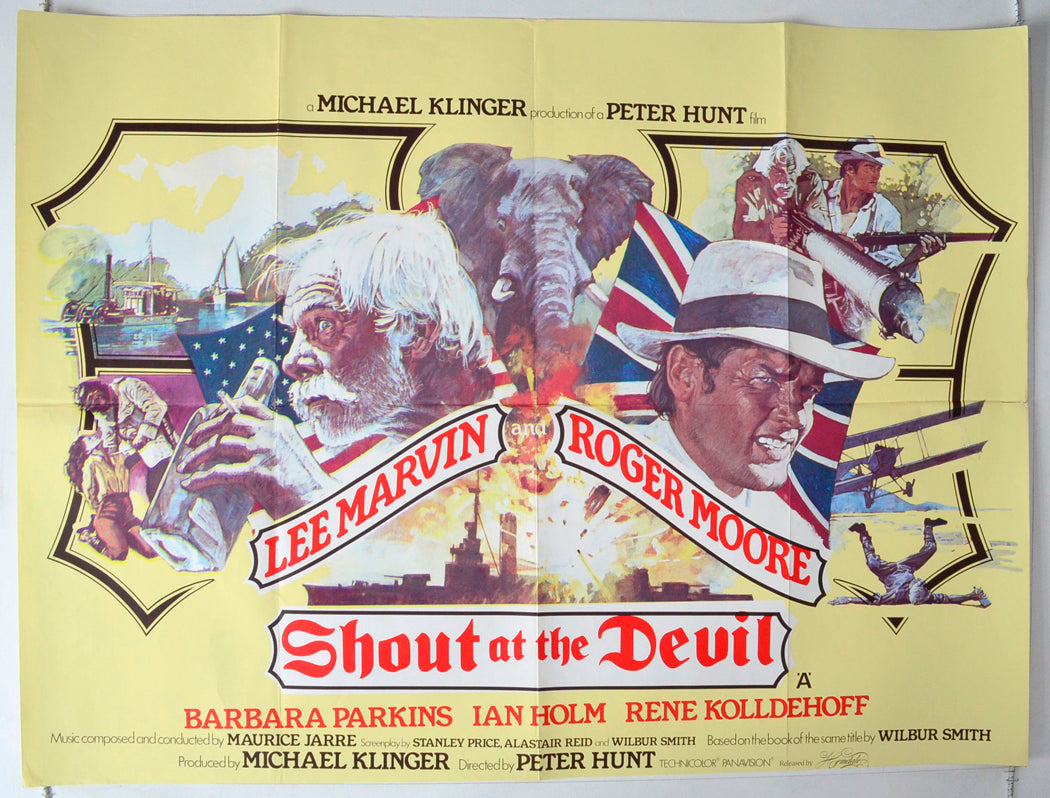 a MICHAEL KLINGER production of a PETER HUNT film
LEE MARVIN and ROGER MOORE
Shout at the Devil
'A'
BARBARA PARKINS IAN HOLM RENE KOLLDEHOFF
Music composed and conducted by MAURICE JARRE Screenplay by STANLEY PRICE, ALASTAIR REID and WILBUR SMITH Based on the book of the same title by WILBUR SMITH
Produced by MICHAEL KLINGER Directed by PETER HUNT TECHNICOLOR® PANAVISION® Released by